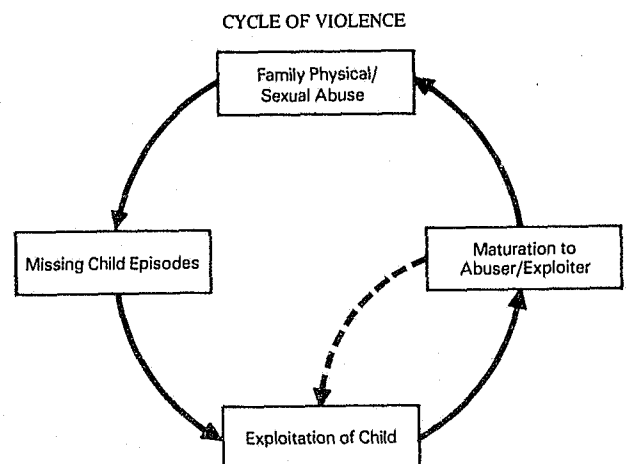 CYCLE OF VIOLENCE
Family Physical/
Sexual Abuse
Missing Child Episodes
Maturation to
Abuser/Exploiter
Exploitation of Child